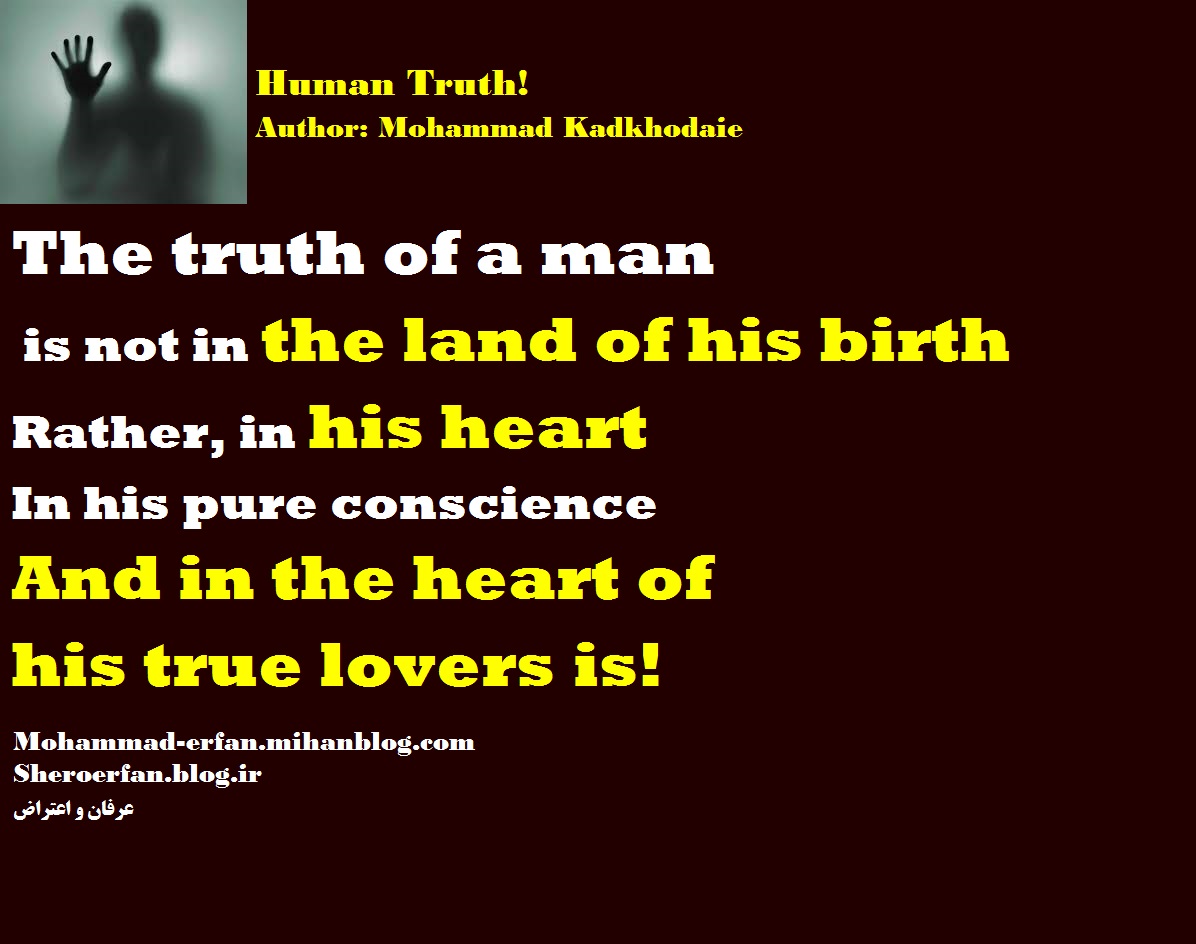 Human Truth!
Author: Mohammad Kadkhodaie
The truth of a man
is not in the land of his birth
Rather, in his heart
In his pure conscience
And in the heart of
his true lovers is!
Mohammad-erfan.mihanblog.com
Sheroerfan.blog.ir
عرفان و اعتراض